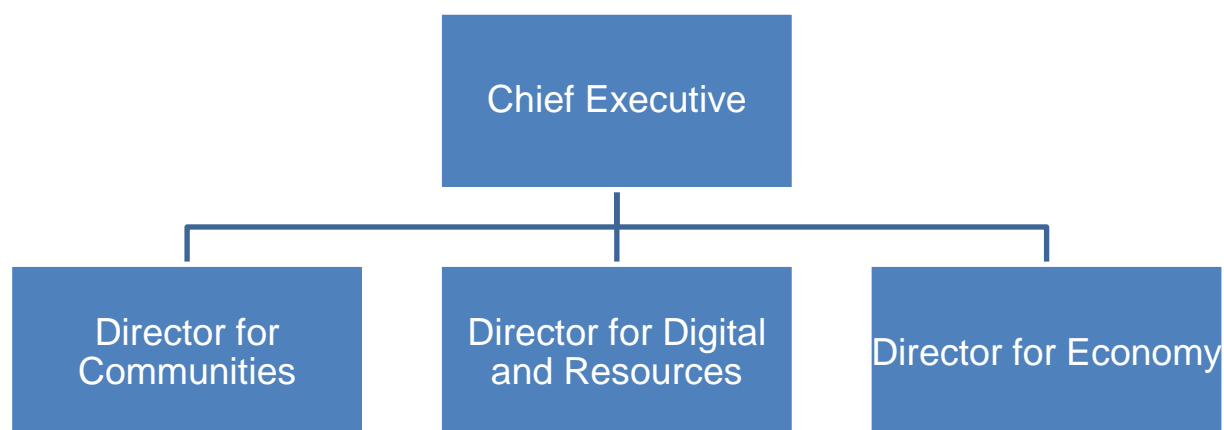 Chief Executive
Director for
Communities
Director for Digital
and Resources
Director for Economy